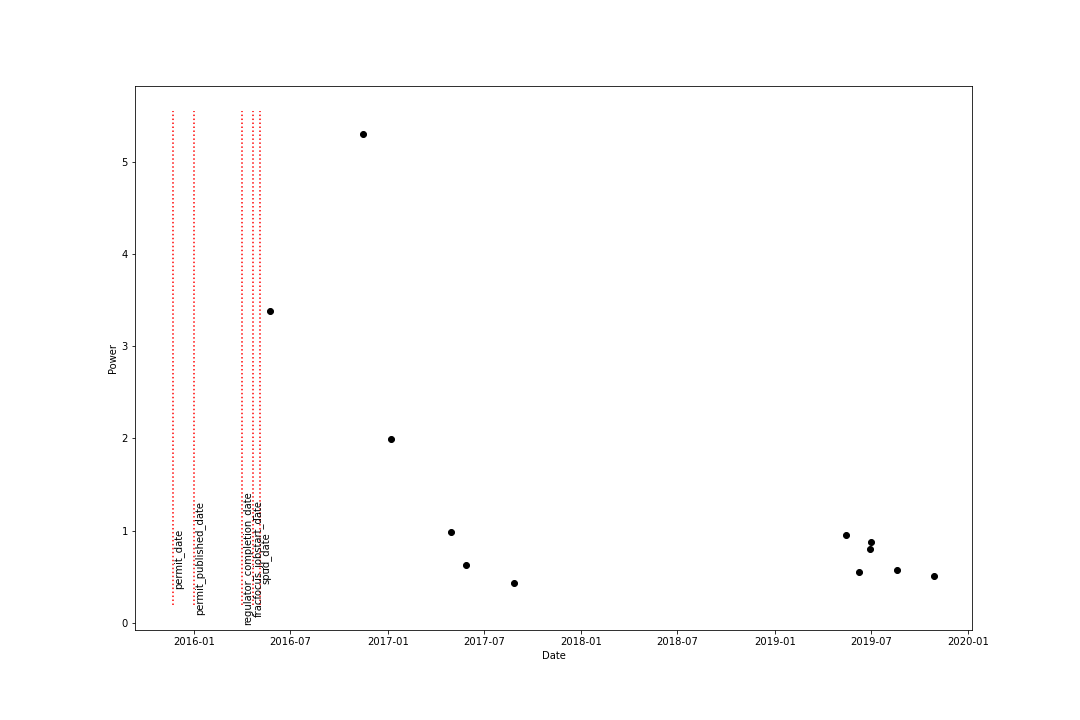 5
4
3
2
1
0
Power
permit_date
permit_published_date
regulator_completion_date
fracfocus_jobstart_date
spud_date
2016-01
2016-07
2017-01
2017-07
2018-01
2018-07
2019-01
2019-07
2020-01
Date